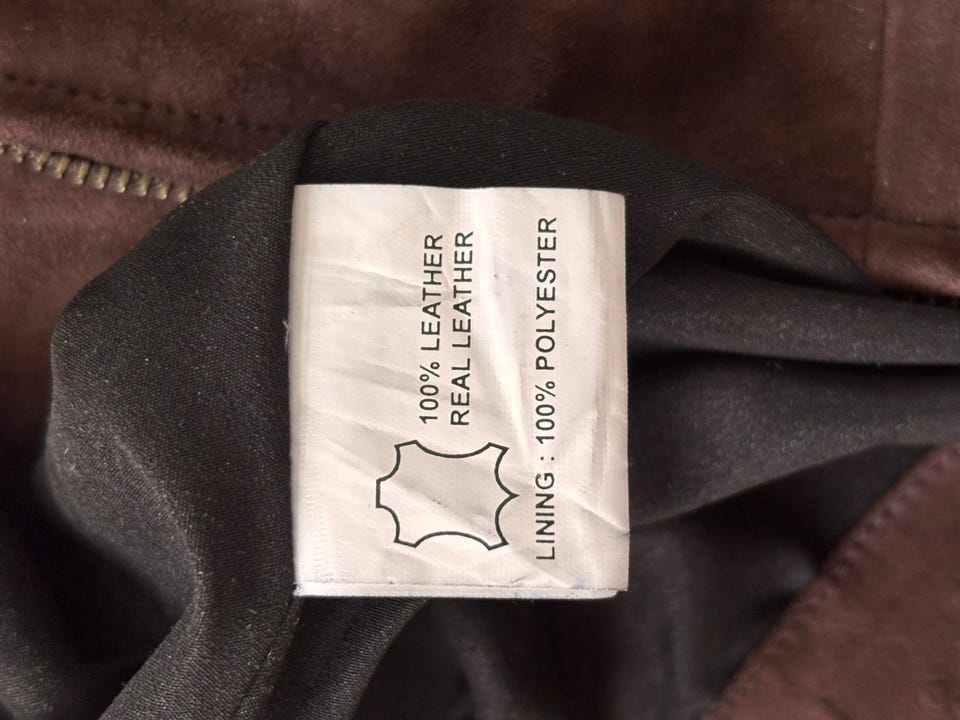 100% LEATHER
REAL LEATHER
LINING : 100% POLYESTER